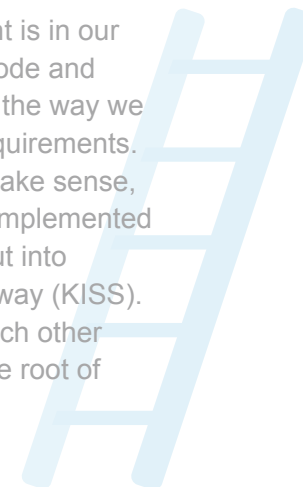 nt is in our
ode and
the way we
quirements.
ake sense,
mplemented
ut into
way (KISS).
ch other
e root of